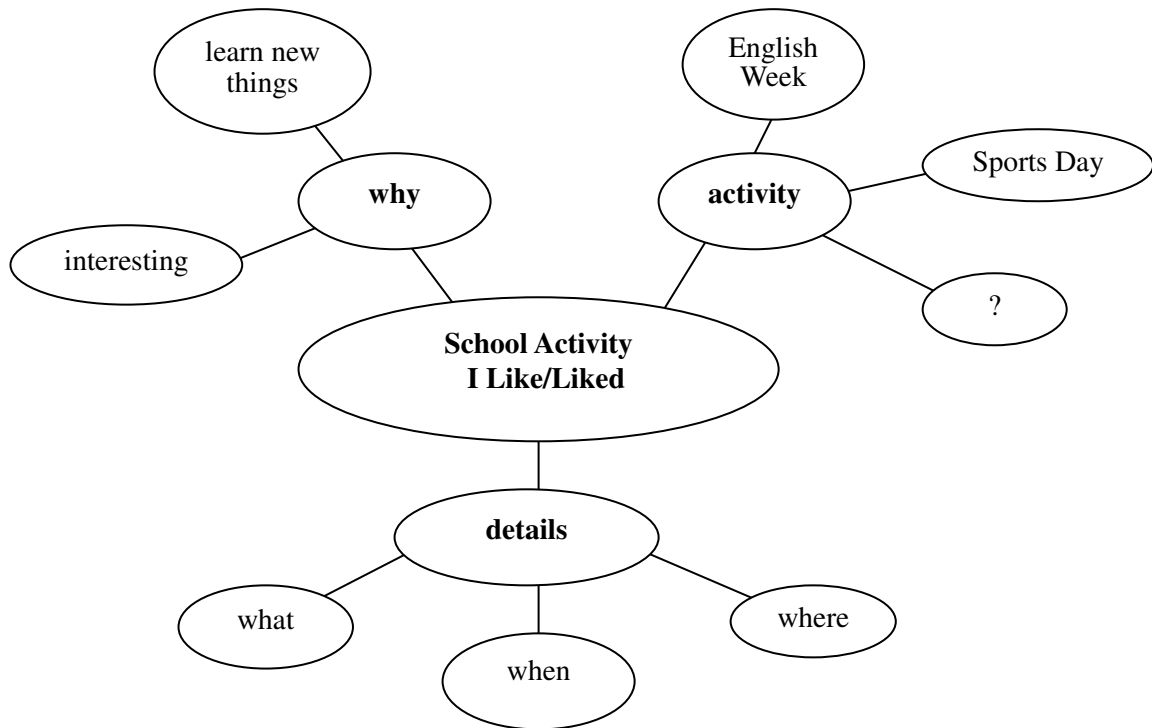 learn new
things
English
Week
Sports Day
why
activity
interesting
?
School Activity
I Like/Liked
details
what
where
when